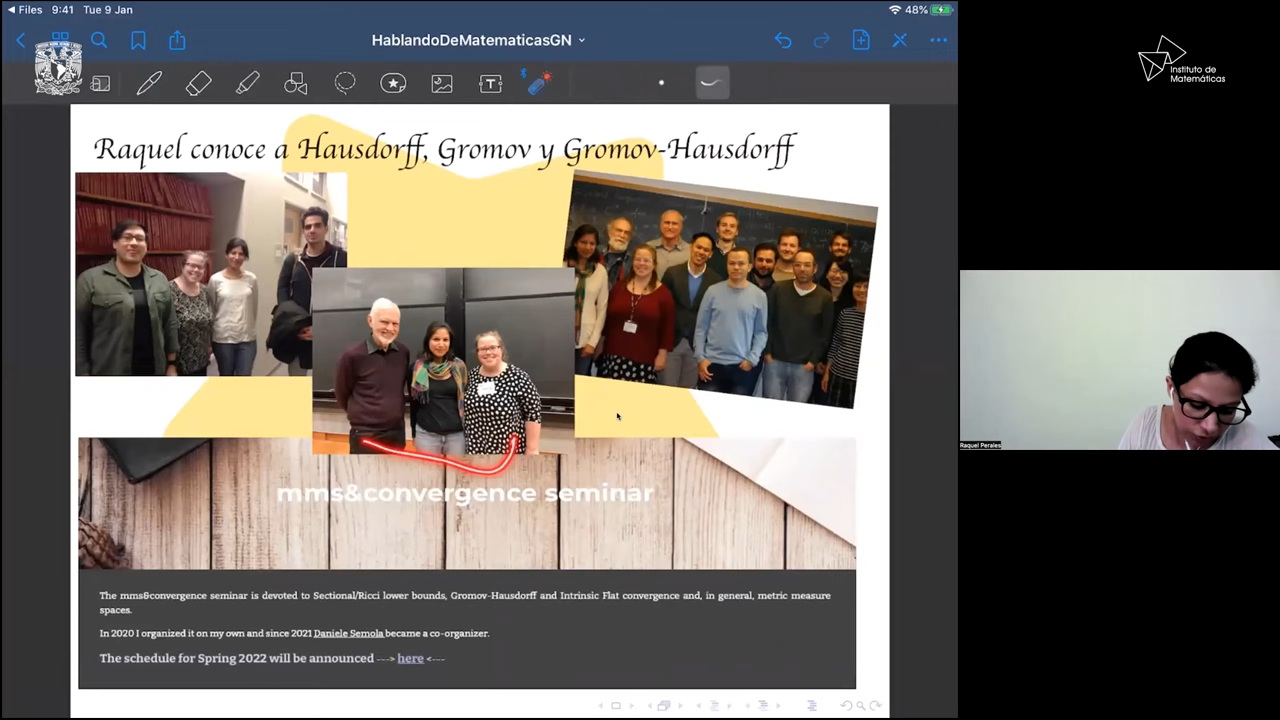 Files 9:41 Tue 9 Jan 48%
HablandoDeMatematicasGN
T
Instituto de
Matemáticas
Raquel conoce a Hausdorff, Gromov y Gromov-Hausdorff
Raquel Perales
mms&convergence seminar
The mms&convergence seminar is devoted to Sectional/Ricci lower bounds, Gromov-Hausdorff and Intrinsic Flat convergence and, in general, metric measure
spaces.
In 2020 I organized it on my own and since 2021 Daniele Semola became a co-organizer.
The schedule for Spring 2022 will be announced ---> here <---